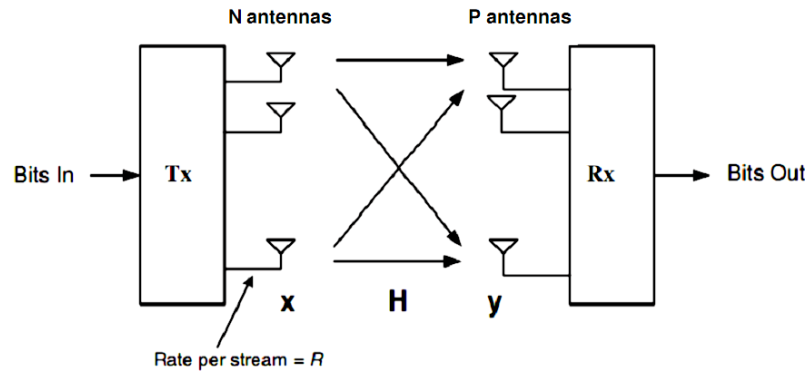 N antennas
P antennas
Bits In
Tx
Rx
Bits Out
x
H
y
Rate per stream = R